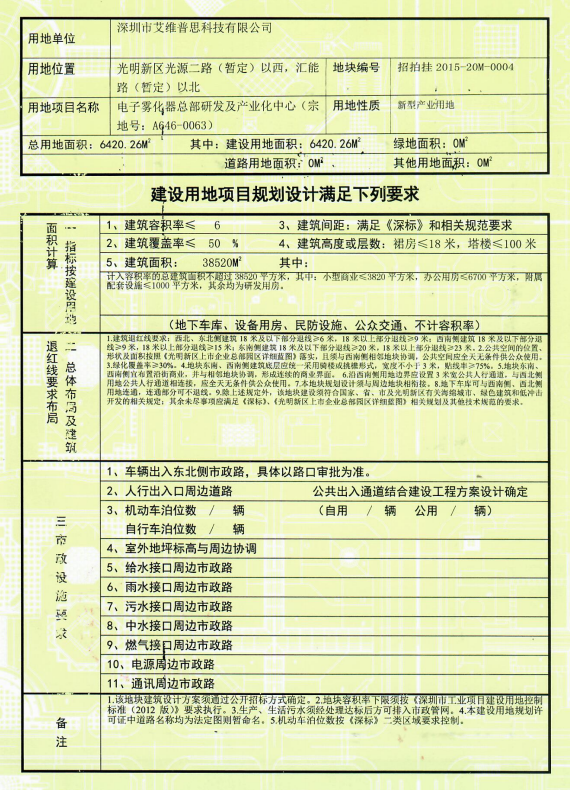 用地单位
深圳市艾维普思科技有限公司
用地位置
光明新区光源二路（暂定）以西，汇能
路（暂定）以北
地块编号
招拍挂 2015-20M-0004
用地项目名称
电子雾化器总部研发及产业化中心（宗
地号：A646-0063）
用地性质
新型产业用地
总用地面积：6420.26M² 其中：建设用地面积：6420.26M² 绿地面积：0M²
道路用地面积：0M² 、 其他用地面积：0M²
建设用地项目规划设计满足下列要求
一 指标按建设用地
面积计算
1、建筑容积率≤ 6
3、建筑间距：满足《深标》和相关规范要求
2、建筑覆盖率≤ 50 %
4、建筑高度或层数：裙房≤18 米，塔楼≤100 米
5、建筑面积： 38520M² 其中：
计入容积率的总建筑面积不超过 38520 平方米，其中：小型商业≤3820 平方米，办公用房≤6700 平方米，附属
配套设施≤1000 平方米，其余均为研发用房。
（地下车库、设备用房、民防设施、公众交通、不计容积率）
二 总体布局及建筑
退红线要求布局
1.建筑退红线要求：西北、东北侧建筑 18 米及以下部分退线≥6 米，18 米以上部分退线≥9 米；西南侧建筑 18 米及以下部分退
线≥9 米，18 米以上部分退线≥15 米；东南侧建筑 18 米及以下部分退线≥20 米，18 米以上部分退线≥23 米。2.公共空间的位置、
形状及面积按照《光明新区上市企业总部园区详细蓝图》落实，且须与西南侧相邻地块协调，公共空间应全天无条件供公众使用。
3.绿化覆盖率≥30%。4.地块东南、西南侧建筑底层应统一采用骑楼或挑檐形式，宽度不小于 3 米，贴线率≥75%。5.地块东南、
西南侧宜布置沿街商业，并与相邻地块协调，形成连续的商业界面。 6.沿西南侧用地边界应设置 3 米宽公共人行通道，与西北侧
用地公共人行通道相连接，应全天无条件供公众使用。7.本地块规划设计须与周边地块相衔接。8.地下车库可与西南侧、西北侧
用地连通，连通部分可不退线。9.除上述规定外，该地块建设须符合国家、省、市及光明新区有关海绵城市、绿色建筑和低冲击
开发的相关规定；其余未尽事项应满足《深标》、《光明新区上市企业总部园区详细蓝图》相关规划及其他技术规范的要求。
三 市政设施要求
1、车辆出入东北侧市政路，具体以路口审批为准。
2、人行出入口周边道路 公共出入通道结合建设工程方案设计确定
3、机动车泊位数 / 辆 （自用 / 辆 公用 / 辆）
自行车泊位数 / 辆
4、室外地坪标高与周边协调
5、给水接口周边市政路
6、雨水接口周边市政路
7、污水接口周边市政路
8、中水接口周边市政路
9、燃气接口周边市政路
10、电源周边市政路
11、通讯周边市政路
备注
1.该地块建筑设计方案须通过公开招标方式确定。2.地块容积率下限须按《深圳市工业项目建设用地控制
标准（2012 版）》要求执行。3.生产、生活污水须经处理达标后方可排入市政管网。4.本建设用地规划许
可证中道路名称均为法定图则暂命名。5.机动车泊位数按《深标》二类区域要求控制。